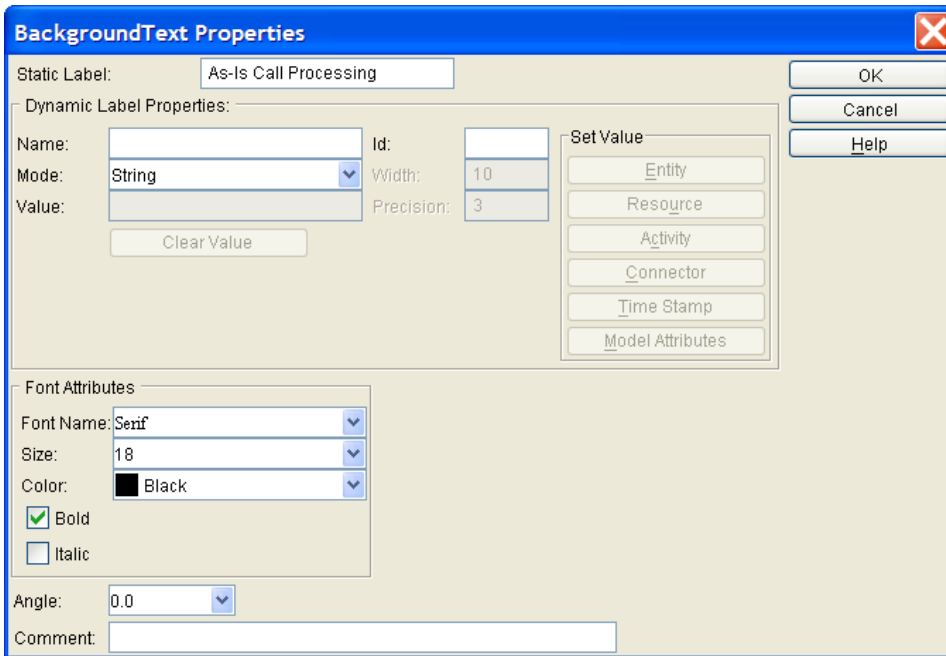 BackgroundText Properties
Static Label: As-Is Call Processing
OK
Dynamic Label Properties:
Cancel
Name: Id: Set Value
Help
Mode: String Width: 10 Entity
Value: Precision: 3 Resource
Clear Value Activity
Connector
Time Stamp
Model Attributes
Font Attributes
Font Name: Serif
Size: 18
Color: Black
Bold
Italic
Angle: 0.0
Comment: